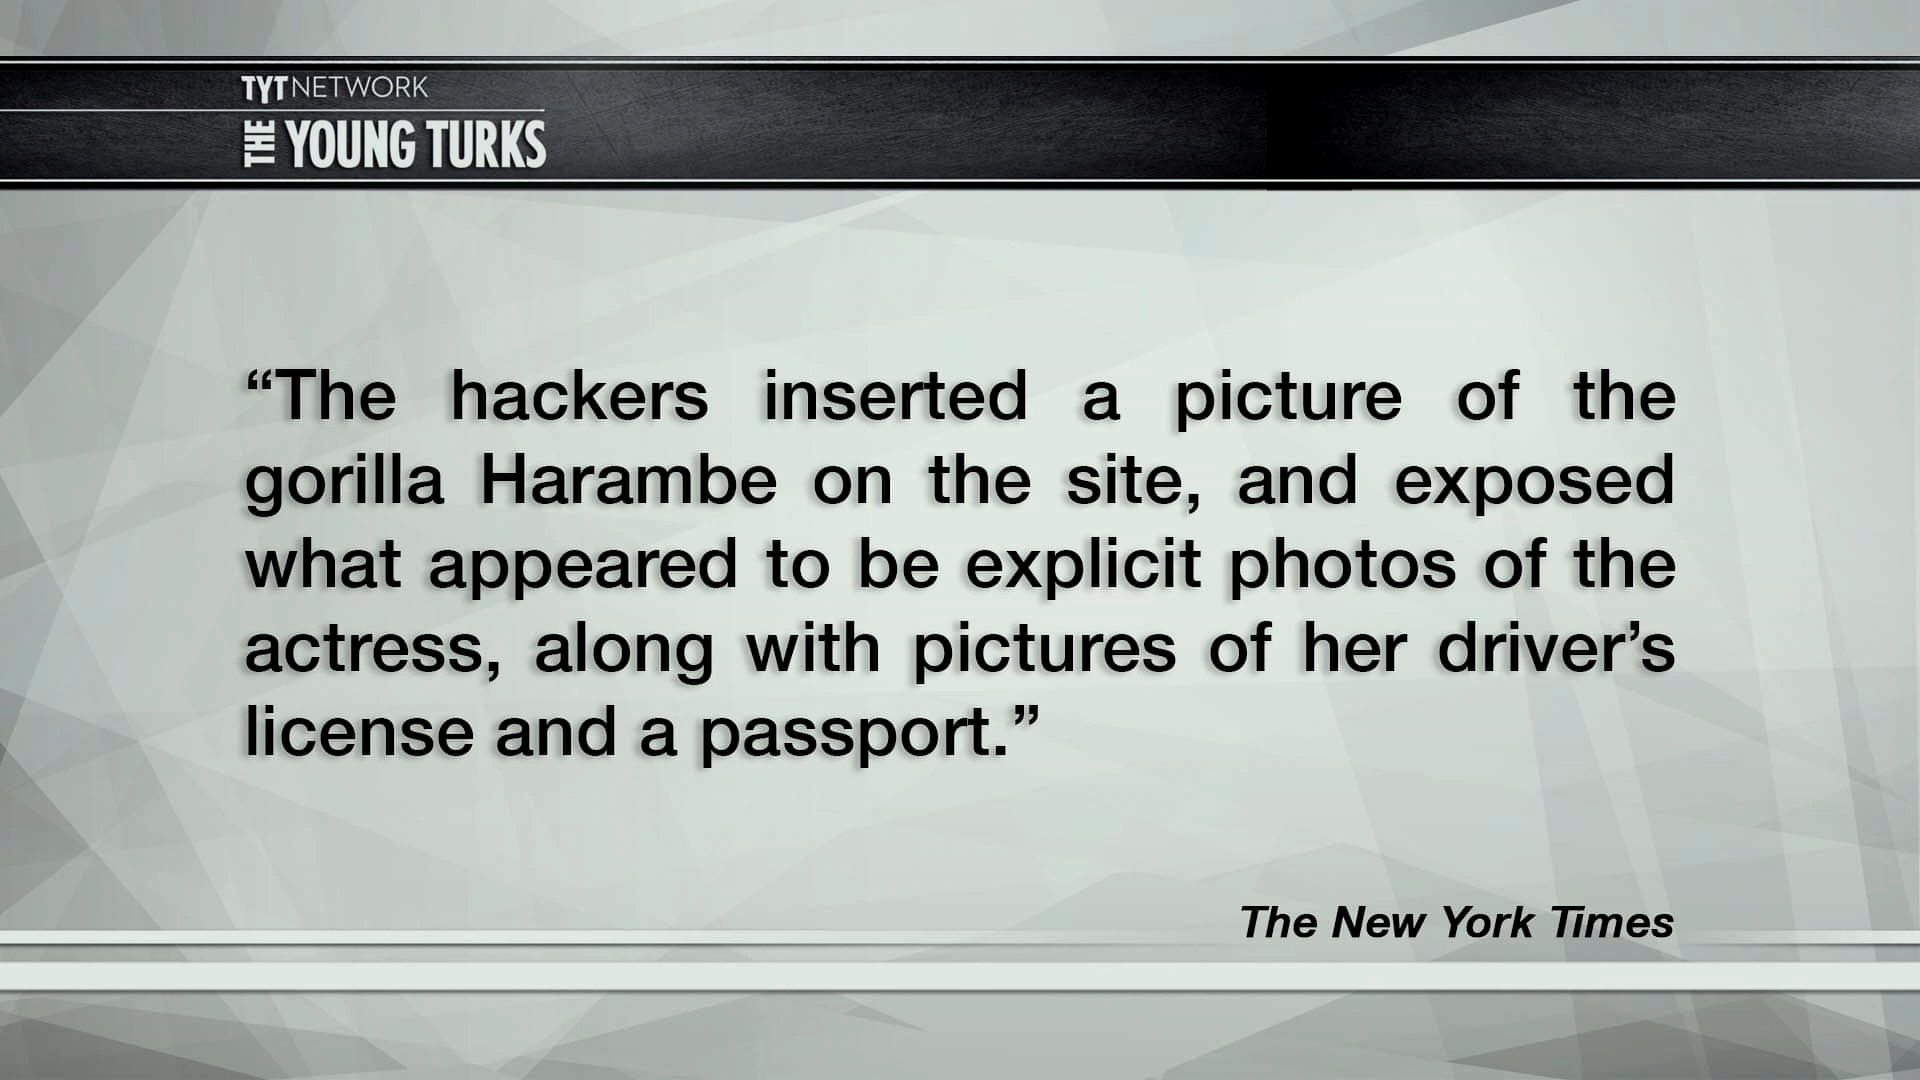 TYT NETWORK
THE YOUNG TURKS
“The hackers inserted a picture of the
gorilla Harambe on the site, and exposed
what appeared to be explicit photos of the
actress, along with pictures of her driver’s
license and a passport.”
The New York Times